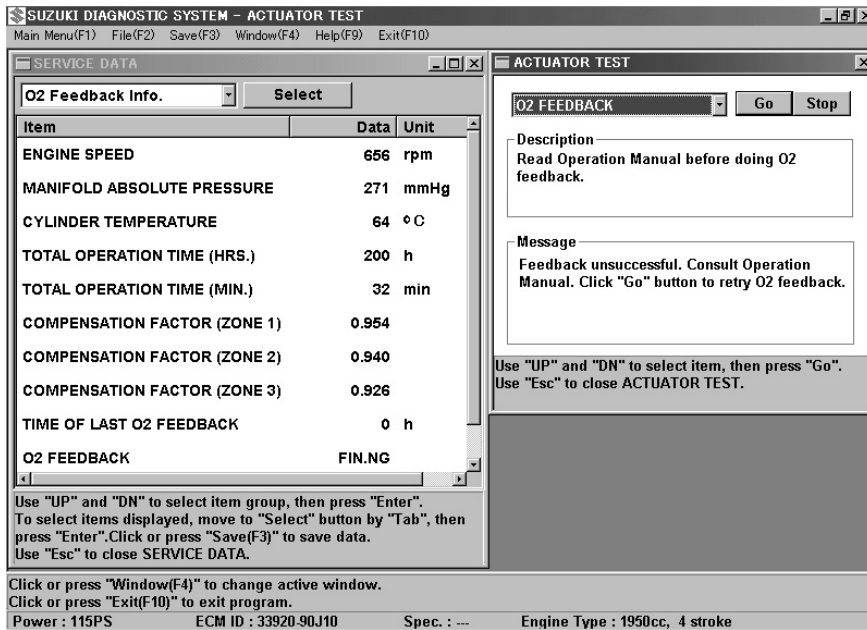 SUZUKI DIAGNOSTIC SYSTEM - ACTUATOR TEST
Main Menu(F1) File(F2) Save(F3) Window(F4) Help(F9) Exit(F10)
SERVICE DATA
O2 Feedback Info. Select
Item Data Unit
ENGINE SPEED 656 rpm
MANIFOLD ABSOLUTE PRESSURE 271 mmHg
CYLINDER TEMPERATURE 64 °C
TOTAL OPERATION TIME (HRS.) 200 h
TOTAL OPERATION TIME (MIN.) 32 min
COMPENSATION FACTOR (ZONE 1) 0.954
COMPENSATION FACTOR (ZONE 2) 0.940
COMPENSATION FACTOR (ZONE 3) 0.926
TIME OF LAST O2 FEEDBACK 0 h
O2 FEEDBACK FIN.NG
Use "UP" and "DN" to select item group, then press "Enter".
To select items displayed, move to "Select" button by "Tab", then
press "Enter".Click or press "Save(F3)" to save data.
Use "Esc" to close SERVICE DATA.
ACTUATOR TEST
O2 FEEDBACK Go Stop
Description
Read Operation Manual before doing O2
feedback.
Message
Feedback unsuccessful. Consult Operation
Manual. Click "Go" button to retry O2 feedback.
Use "UP" and "DN" to select item, then press "Go".
Use "Esc" to close ACTUATOR TEST.
Click or press "Window(F4)" to change active window.
Click or press "Exit(F10)" to exit program.
Power : 115PS ECM ID : 33920-90J10 Spec. : --- Engine Type : 1950cc, 4 stroke